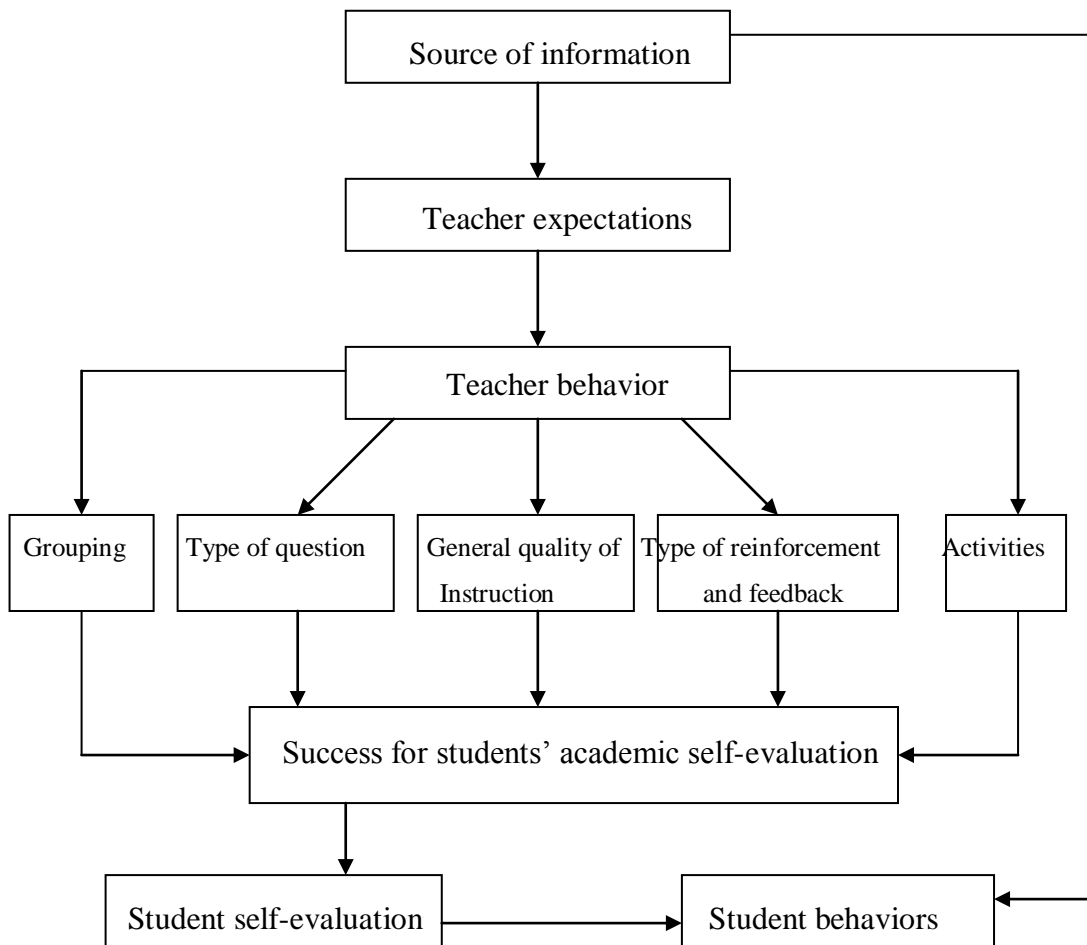 Source of information
Teacher expectations
Teacher behavior
Grouping
Type of question
General quality of
Instruction
Type of reinforcement
and feedback
Activities
Success for students’ academic self-evaluation
Student self-evaluation
Student behaviors